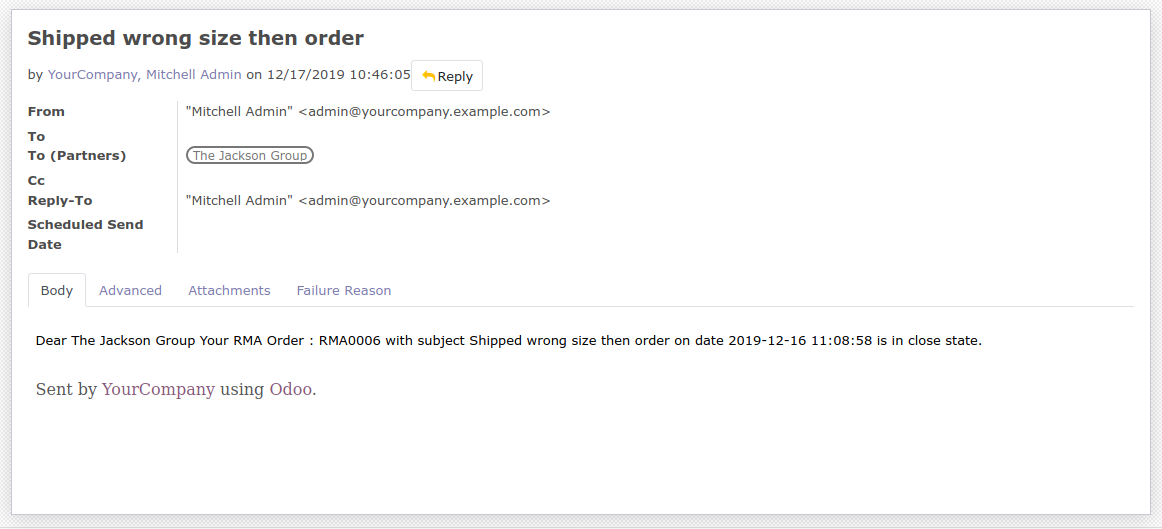 Shipped wrong size then order
by YourCompany, Mitchell Admin on 12/17/2019 10:46:05 Reply
From "Mitchell Admin" <admin@yourcompany.example.com>
To
To (Partners) The Jackson Group
Cc
Reply-To "Mitchell Admin" <admin@yourcompany.example.com>
Scheduled Send
Date
Body Advanced Attachments Failure Reason
Dear The Jackson Group Your RMA Order : RMA0006 with subject Shipped wrong size then order on date 2019-12-16 11:08:58 is in close state.
Sent by YourCompany using Odoo.